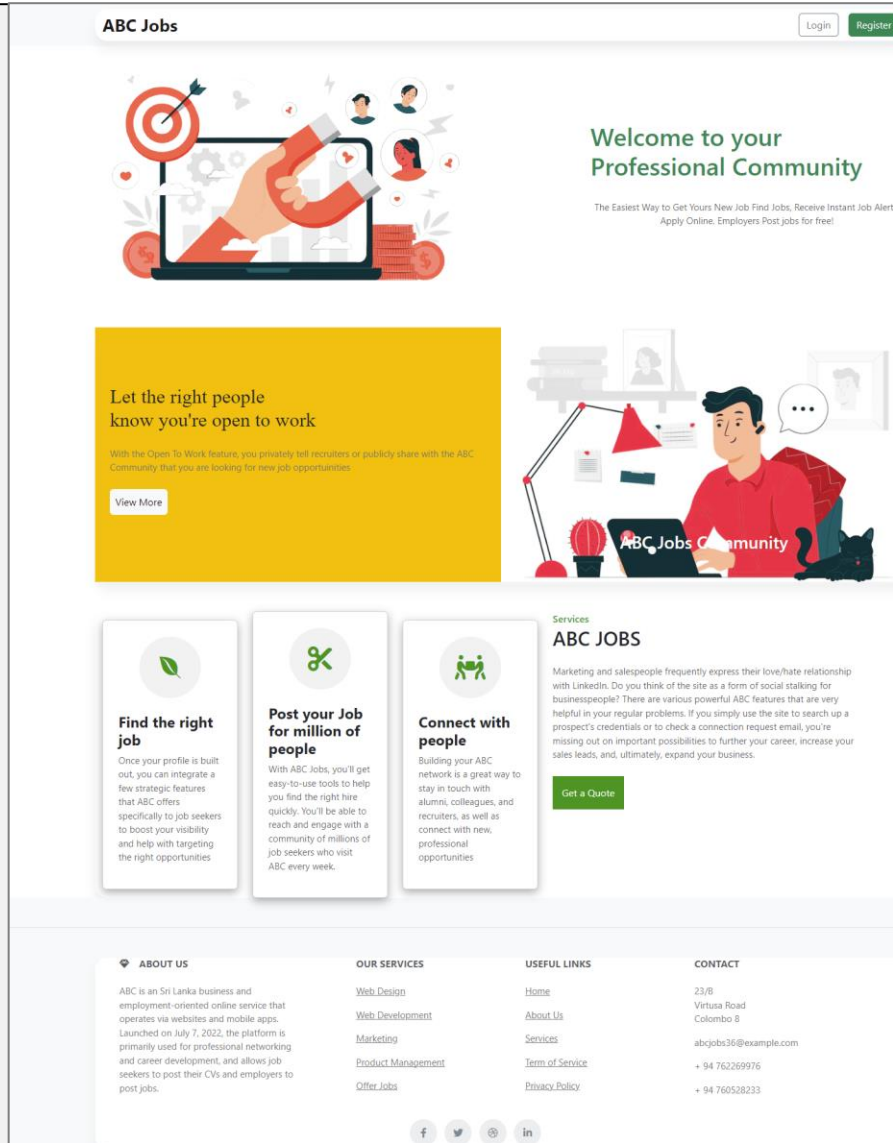 ABC Jobs
Login
Register
Welcome to your
Professional Community
The Easiest Way to Get Yours New Job Find Jobs, Receive Instant Job Alert
Apply Online. Employers Post jobs for free!
Let the right people
know you're open to work
With the Open To Work feature, you privately tell recruiters or publicly share with the ABC
Community that you are looking for new job opportuinities
View More
ABC Jobs Community
Find the right
job
Once your profile is built
out, you can integrate a
few strategic features
that ABC offers
specifically to job seekers
to boost your visibility
and help with targeting
the right opportunities
Post your Job
for million of
people
With ABC Jobs, you'll get
easy-to-use tools to help
you find the right hire
quickly. You'll be able to
reach and engage with a
community of millions of
job seekers who visit
ABC every week.
Connect with
people
Building your ABC
network is a great way to
stay in touch with
alumni, colleagues, and
recruiters, as well as
connect with new,
professional
opportunities
Services
ABC JOBS
Marketing and salespeople frequently express their love/hate relationship
with LinkedIn. Do you think of the site as a form of social stalking for
businesspeople? There are various powerful ABC features that are very
helpful in your regular problems. If you simply use the site to search up a
prospect's credentials or to check a connection request email, you're
missing out on important possibilities to further your career, increase your
sales leads, and, ultimately, expand your business.
Get a Quote
ABOUT US
ABC is an Sri Lanka business and
employment-oriented online service that
operates via websites and mobile apps.
Launched on July 7, 2022, the platform is
primarily used for professional networking
and career development, and allows job
seekers to post their CVs and employers to
post jobs.
OUR SERVICES
Web Design
Web Development
Marketing
Product Management
Offer Jobs
USEFUL LINKS
Home
About Us
Services
Term of Service
Privacy Policy
CONTACT
23/8
Virtusa Road
Colombo 8
abcjobs36@example.com
+ 94 762269976
+ 94 760528233